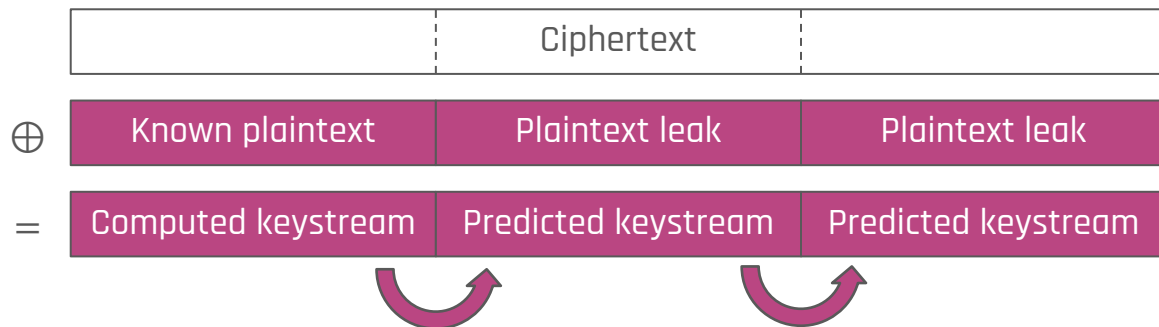 Ciphertext
⊕ Known plaintext Plaintext leak Plaintext leak
= Computed keystream Predicted keystream Predicted keystream